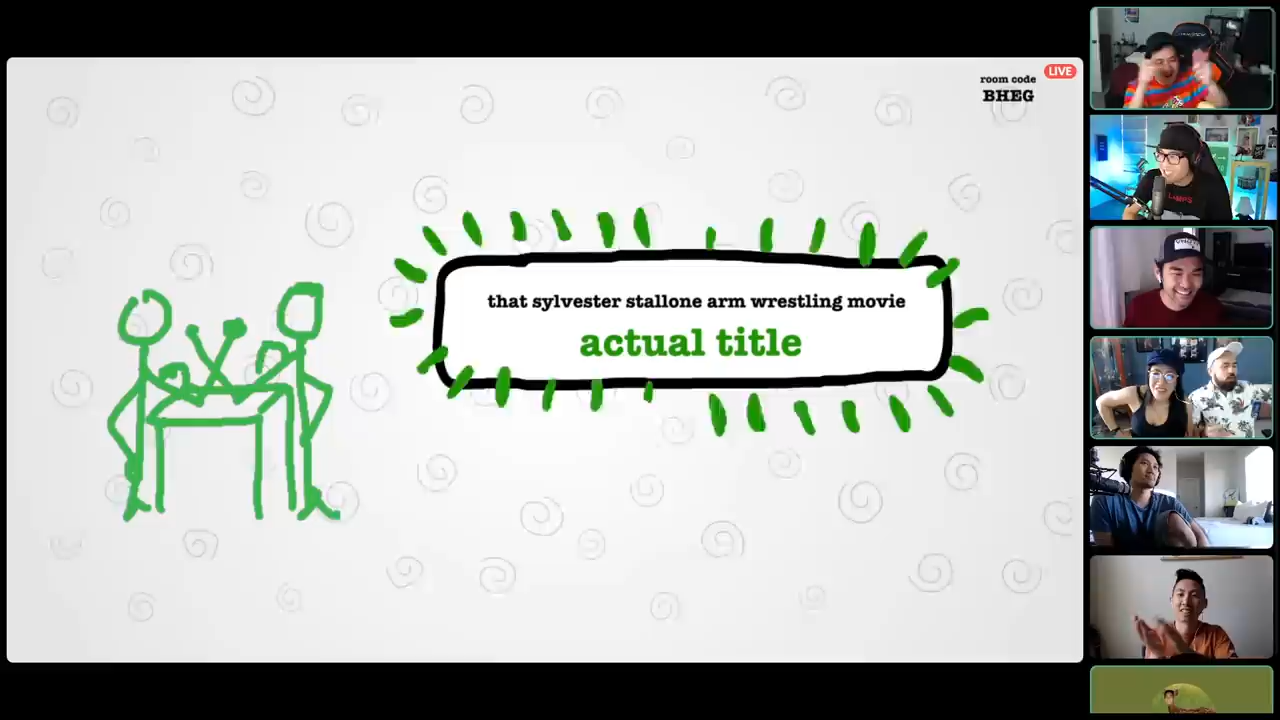 room code
BHEG
LIVE
that sylvester stallone arm wrestling movie
actual title